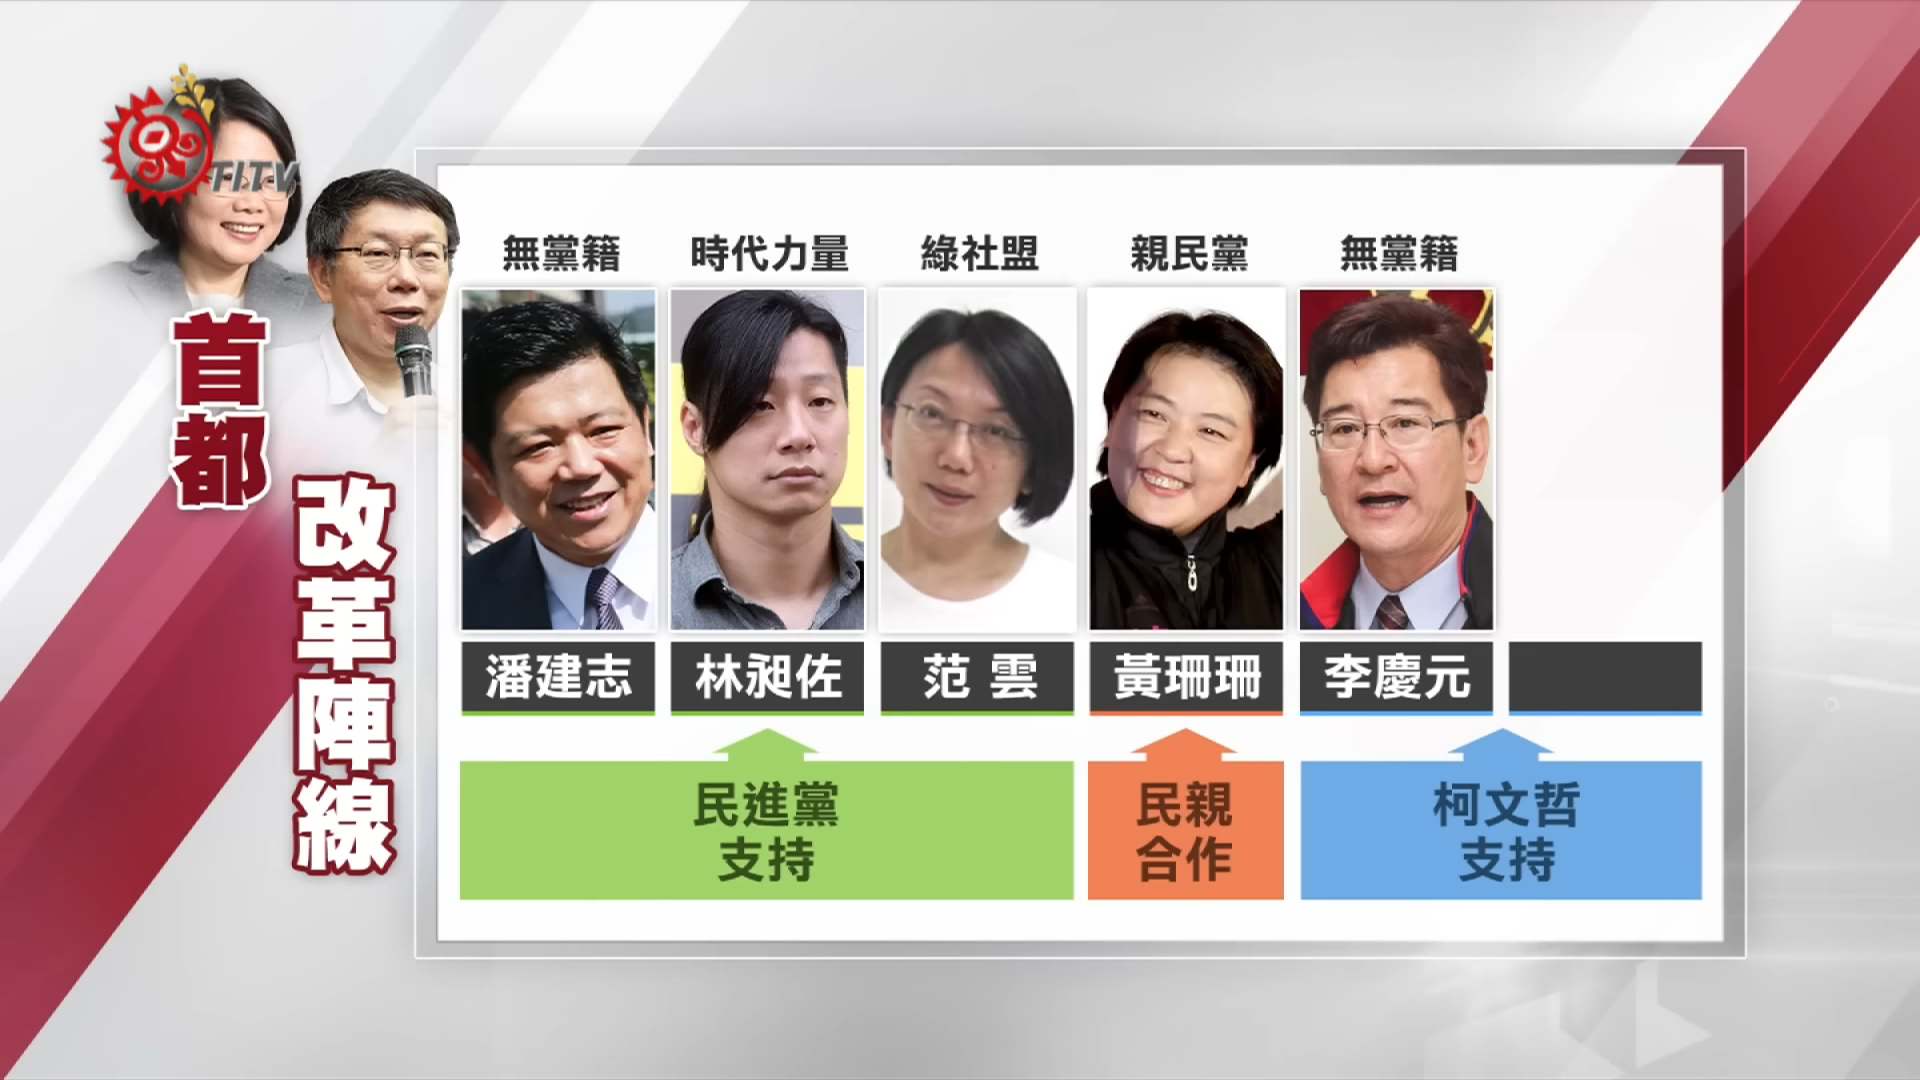 TITV
首都
改革陣線
無黨籍
時代力量
綠社盟
親民黨
無黨籍
潘建志
林昶佐
范雲
黃珊珊
李慶元
民進黨
支持
民親
合作
柯文哲
支持